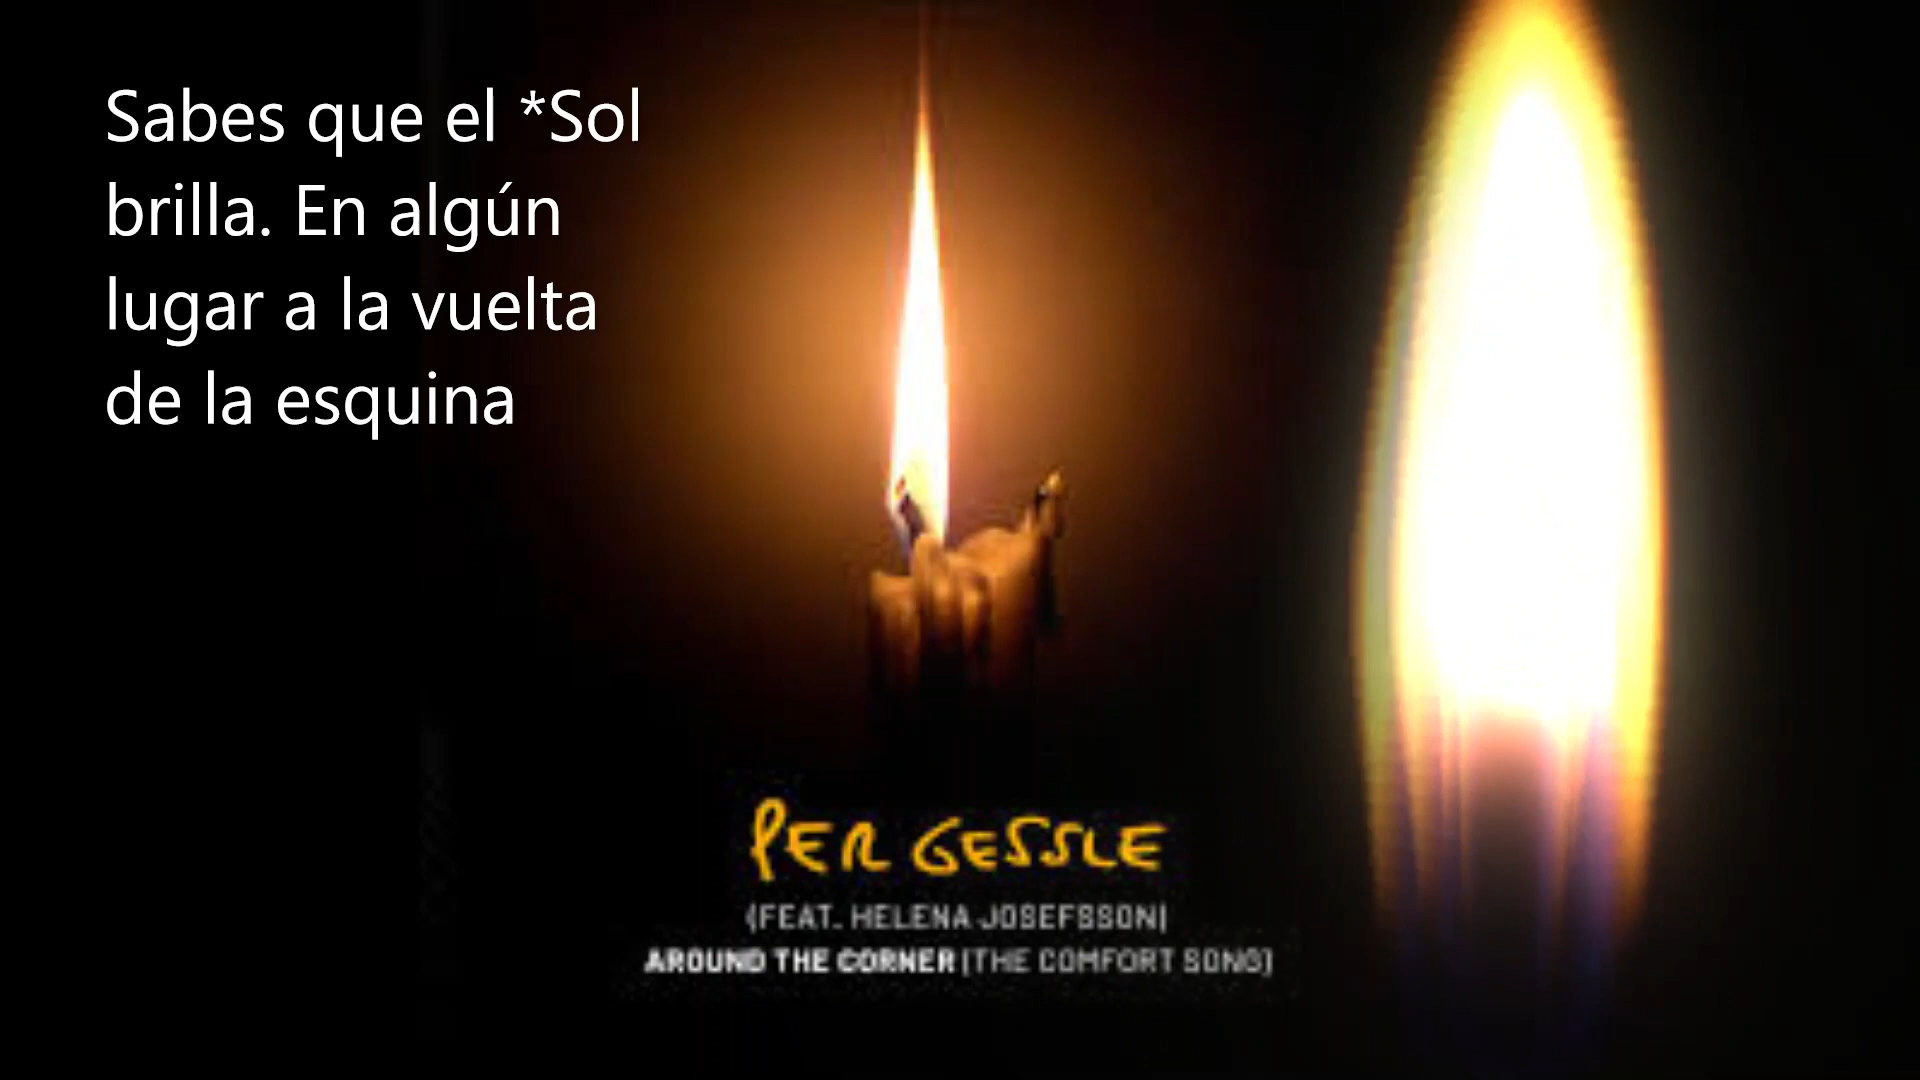 Sabes que el *Sol
brilla. En algún
lugar a la vuelta
de la esquina
PER GESSLE
(FEAT. HELENA JOSEFSSON)
AROUND THE CORNER (THE COMFORT SONG)